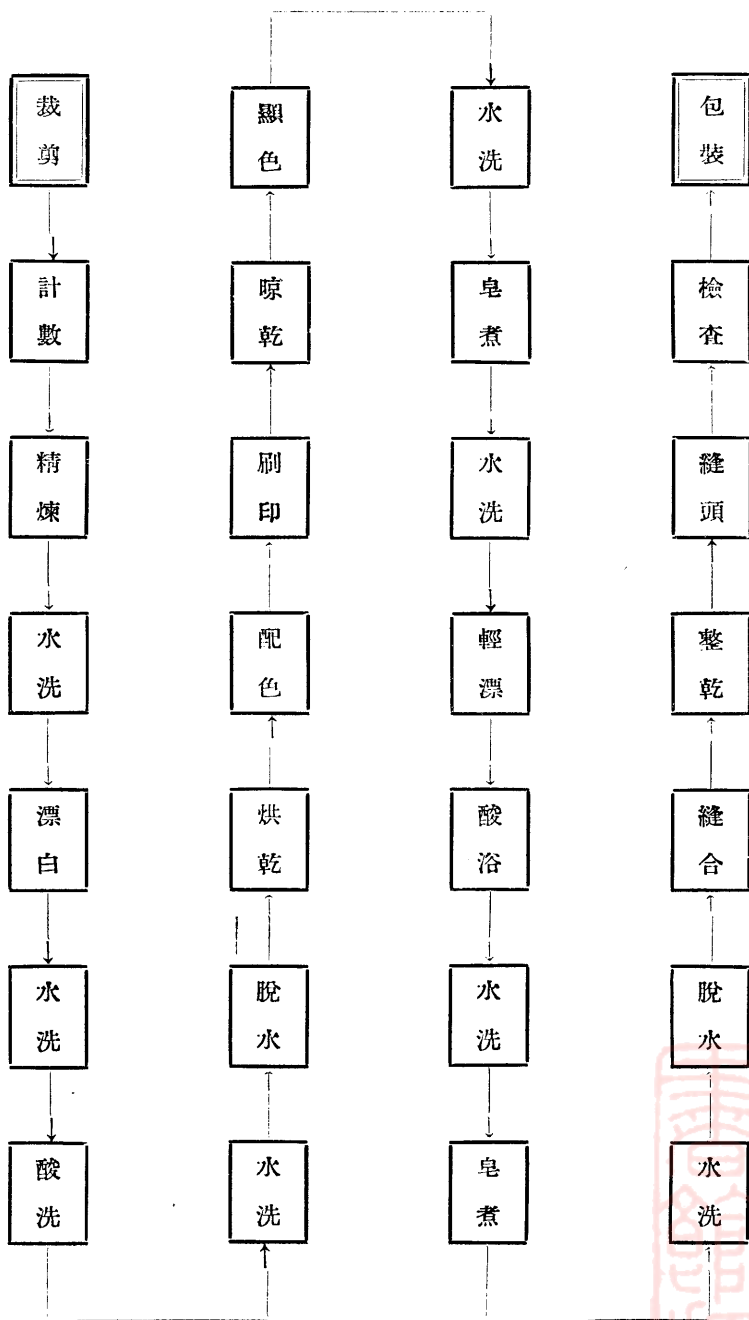 裁剪
計數
精煉
水洗
漂白
水洗
酸洗
水洗
脫水
烘乾
配色
刷印
晾乾
顯色
水洗
皂煮
水洗
輕漂
酸浴
水洗
皂煮
水洗
脫水
縫合
整乾
縫頭
檢查
包裝